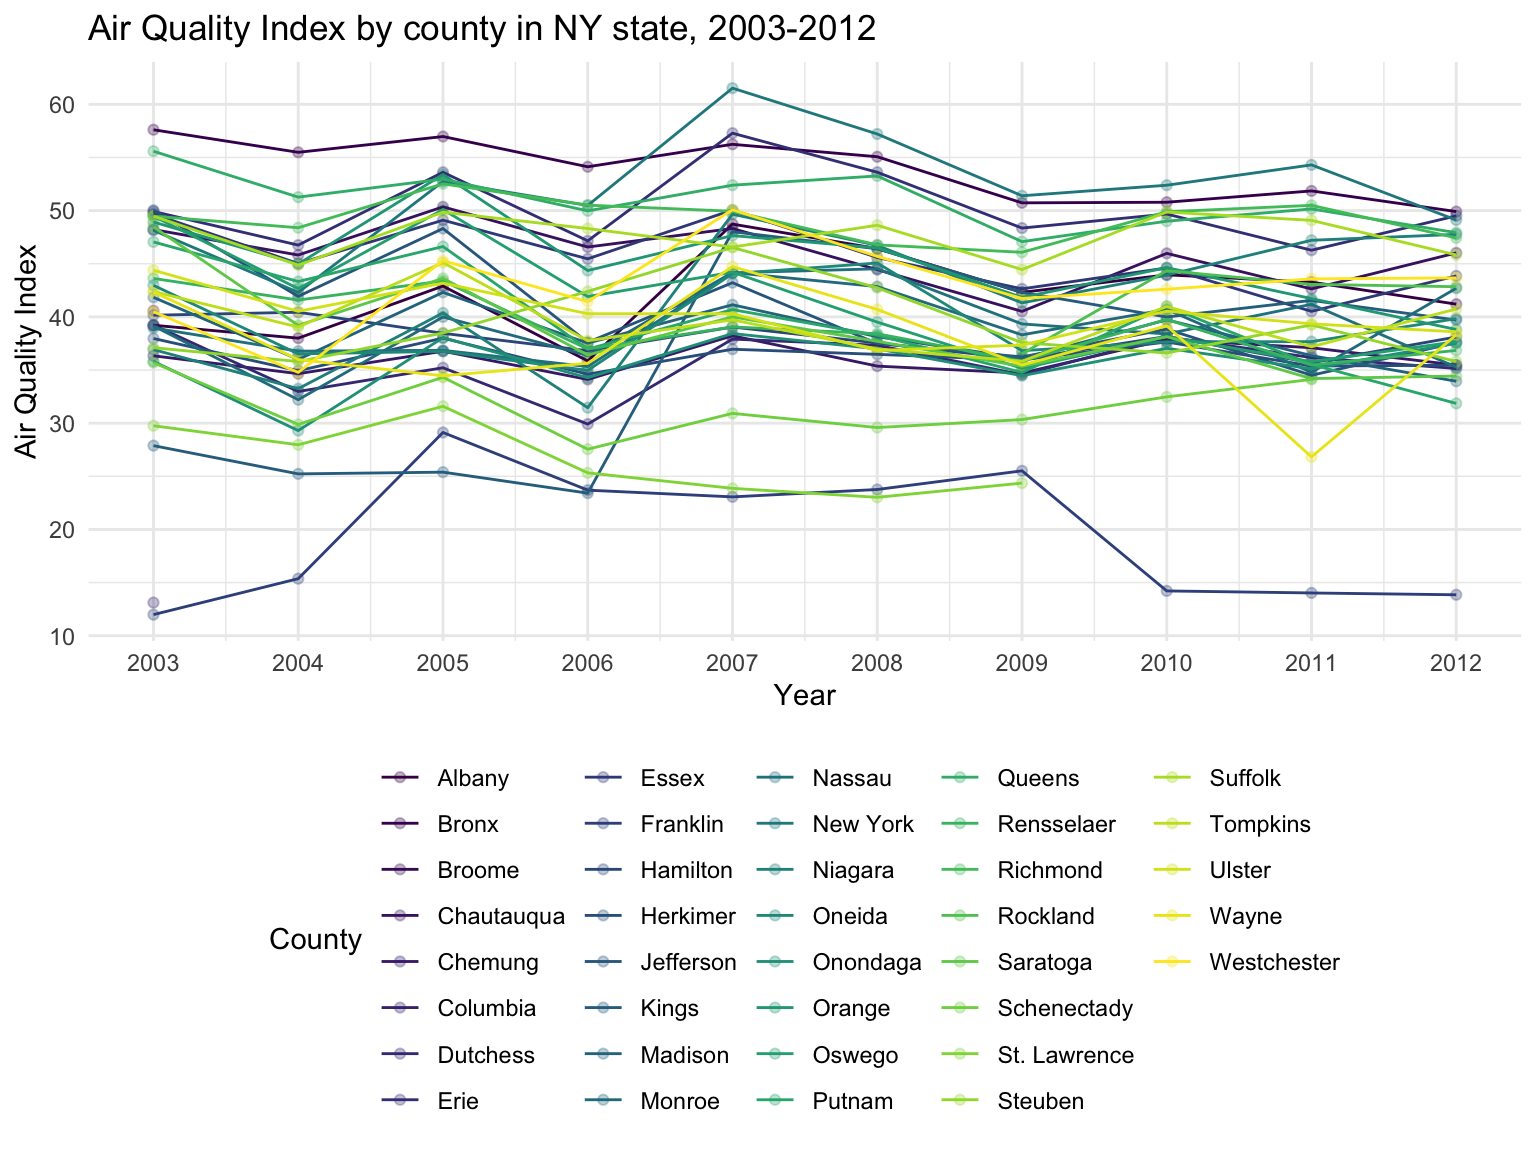 Air Quality Index by county in NY state, 2003-2012
Air Quality Index
60
50
40
30
20
10
2003 2004 2005 2006 2007 2008 2009 2010 2011 2012
Year
County
Albany Essex Nassau Queens Suffolk
Bronx Franklin New York Rensselaer Tompkins
Broome Hamilton Niagara Richmond Ulster
Chautauqua Herkimer Oneida Rockland Wayne
Chemung Jefferson Onondaga Saratoga Westchester
Columbia Kings Orange Schenectady
Dutchess Madison Oswego St. Lawrence
Erie Monroe Putnam Steuben